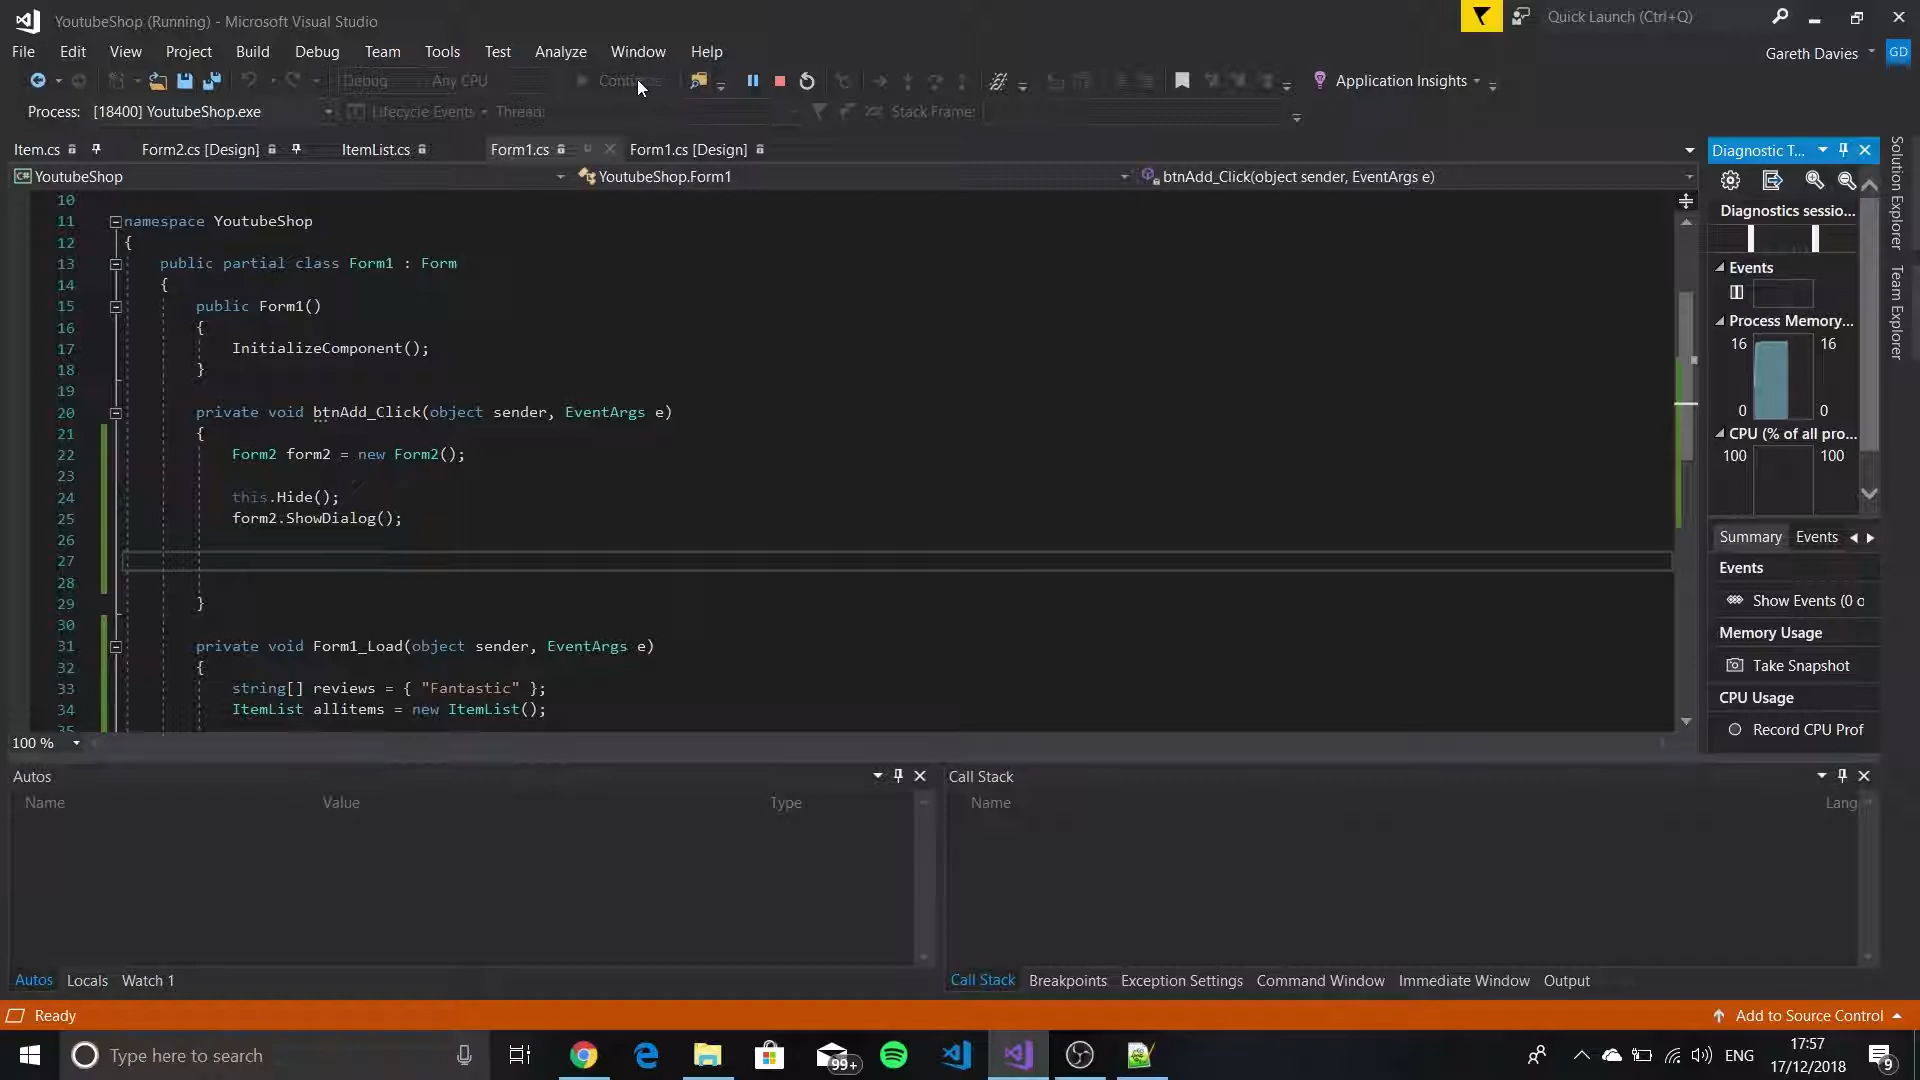 YoutubeShop (Running) - Microsoft Visual Studio
Quick Launch (Ctrl+Q)
File Edit View Project Build Debug Team Tools Test Analyze Window Help
Gareth Davies GD
Debug Any CPU Continue Application Insights
Process: [18400] YoutubeShop.exe Lifecycle Events Thread: Stack Frame:
Item.cs Form2.cs [Design] ItemList.cs Form1.cs Form1.cs [Design]
YoutubeShop YoutubeShop.Form1 btnAdd_Click(object sender, EventArgs e)
10
11 namespace YoutubeShop
12 {
13 public partial class Form1 : Form
14 {
15 public Form1()
16 {
17 InitializeComponent();
18 }
19
20 private void btnAdd_Click(object sender, EventArgs e)
21 {
22 Form2 form2 = new Form2();
23
24 this.Hide();
25 form2.ShowDialog();
26
27
28
29 }
30
31 private void Form1_Load(object sender, EventArgs e)
32 {
33 string[] reviews = { "Fantastic" };
34 ItemList allitems = new ItemList();
35
100 %
Diagnostic T...
Diagnostics sessio...
Events
Process Memory...
16 16
0 0
CPU (% of all pro...
100 100
Summary Events
Events
Show Events (0 o
Memory Usage
Take Snapshot
CPU Usage
Record CPU Prof
Solution Explorer
Team Explorer
Autos
Name Value Type
Autos Locals Watch 1
Call Stack
Name Lang
Call Stack Breakpoints Exception Settings Command Window Immediate Window Output
Ready
Add to Source Control
Type here to search
99+
ENG
17:57
17/12/2018
9